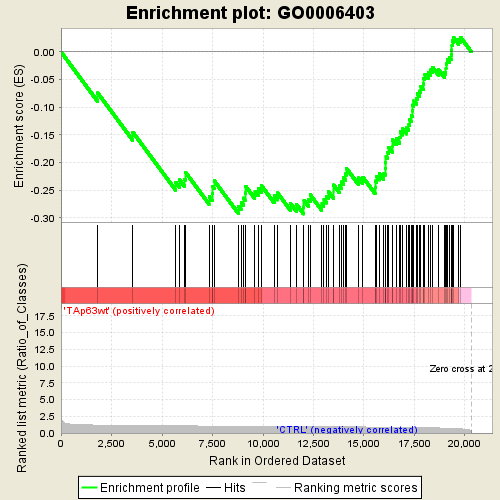 Enrichment plot: GO0006403
Enrichment score (ES)
0.00
-0.05
-0.10
-0.15
-0.20
-0.25
-0.30
'TAp63wt' (positively correlated)
Ranked list metric (Ratio_of_Classes)
17.5
15.0
12.5
10.0
7.5
5.0
2.5
0.0
Zero cross at 2
'CTRL' (negatively correlated)
0 2,500 5,000 7,500 10,000 12,500 15,000 17,500 20,000
Rank in Ordered Dataset
Enrichment profile Hits Ranking metric scores